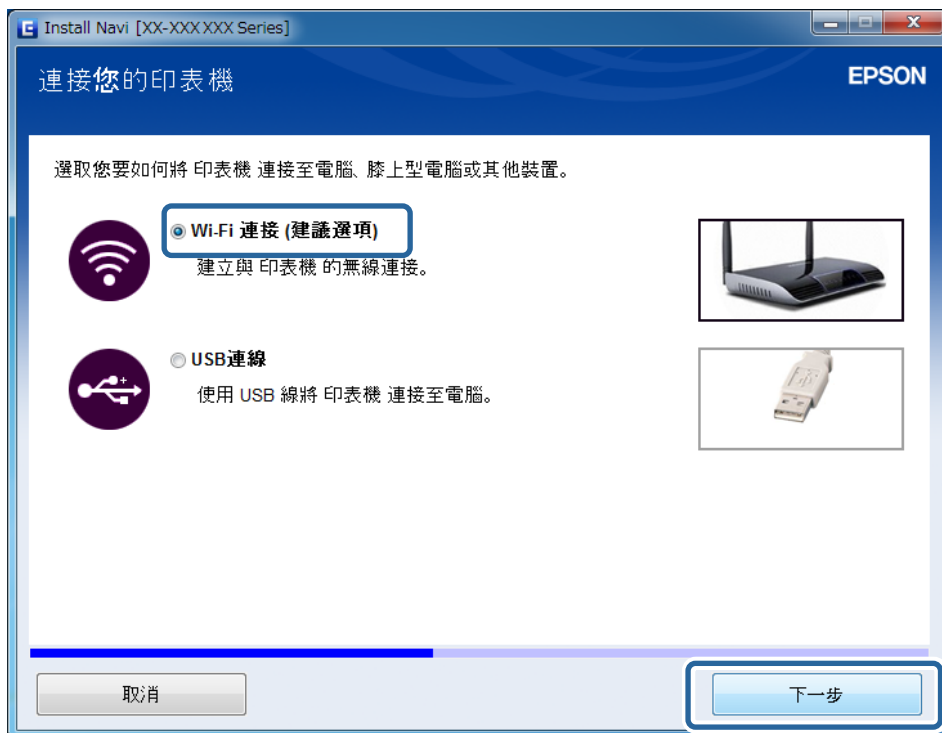 Install Navi [XX-XXX XXX Series]
連接您的印表機
EPSON
選取您要如何將 印表機 連接至電腦、膝上型電腦或其他裝置。
Wi-Fi 連接 (建議選項)
建立與 印表機 的無線連接。
USB連線
使用 USB 線將 印表機 連接至電腦。
取消
下一步